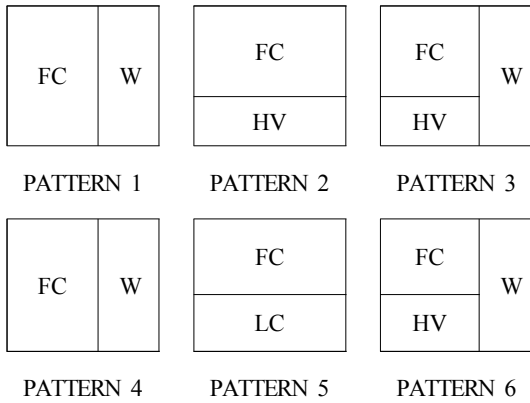 FC W FC HV FC HV W
PATTERN 1 PATTERN 2 PATTERN 3
FC W FC LC FC HV W
PATTERN 4 PATTERN 5 PATTERN 6